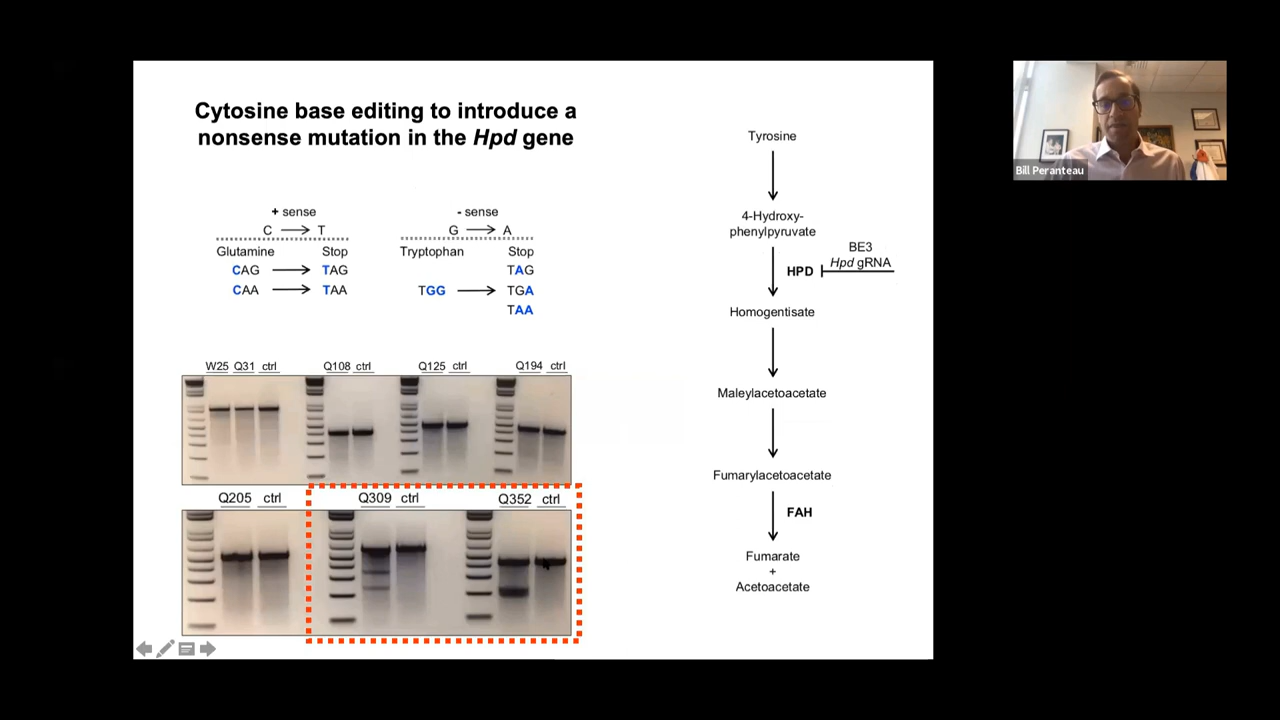 Cytosine base editing to introduce a
nonsense mutation in the Hpd gene
+ sense
C → T
Glutamine Stop
CAG → TAG
CAA → TAA
- sense
G → A
Tryptophan Stop
TAG
TGG → TGA
TAA
W25 Q31 ctrl Q108 ctrl Q125 ctrl Q194 ctrl
Q205 ctrl Q309 ctrl Q352 ctrl
Tyrosine
4-Hydroxy-
phenylpyruvate
BE3
Hpd gRNA
HPD
Homogentisate
Maleylacetoacetate
Fumarylacetoacetate
FAH
Fumarate
+
Acetoacetate
Bill Peranteau